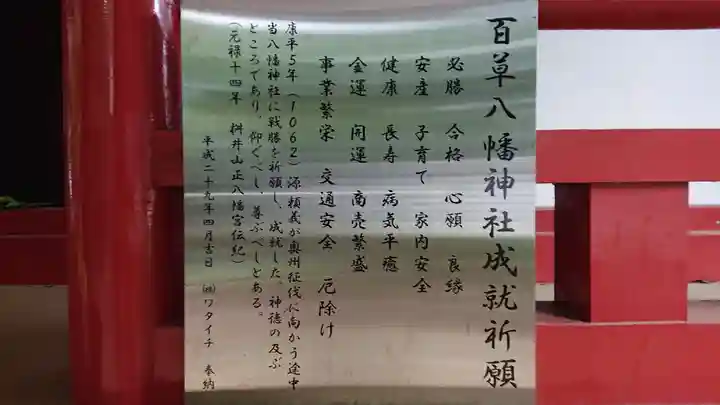 百草八幡神社成就祈願
必勝 合格 心願 良縁
安産 子育て 家内安全
健康 長寿 病気平癒
金運 開運 商売繁盛
事業繁栄 交通安全 厄除け
康平5年（1062）源頼義が奥州征伐に向かう途中
当八幡神社に戦勝を祈願し、成就した。神徳の及ぶ
ところであり、仰ぐべし、尊ぶべしとある。
（元禄十四年 桝井山正八幡宮伝紀）
平成二十九年四月吉日 ㈱ワタイチ 奉納